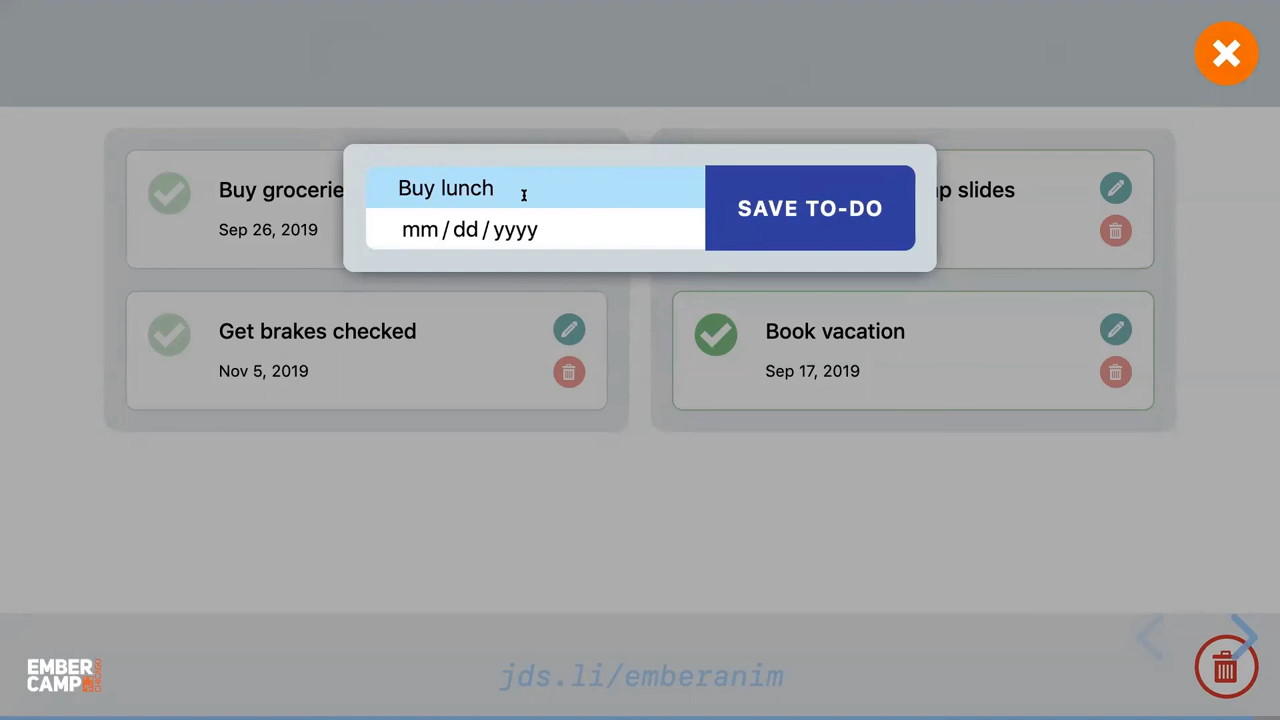 Buy lunch
mm/dd/yyyy
SAVE TO-DO
Buy grocerie
Sep 26, 2019
p slides
Get brakes checked
Nov 5, 2019
Book vacation
Sep 17, 2019
EMBER
CAMP
CHICAGO
jds.li/emberanim